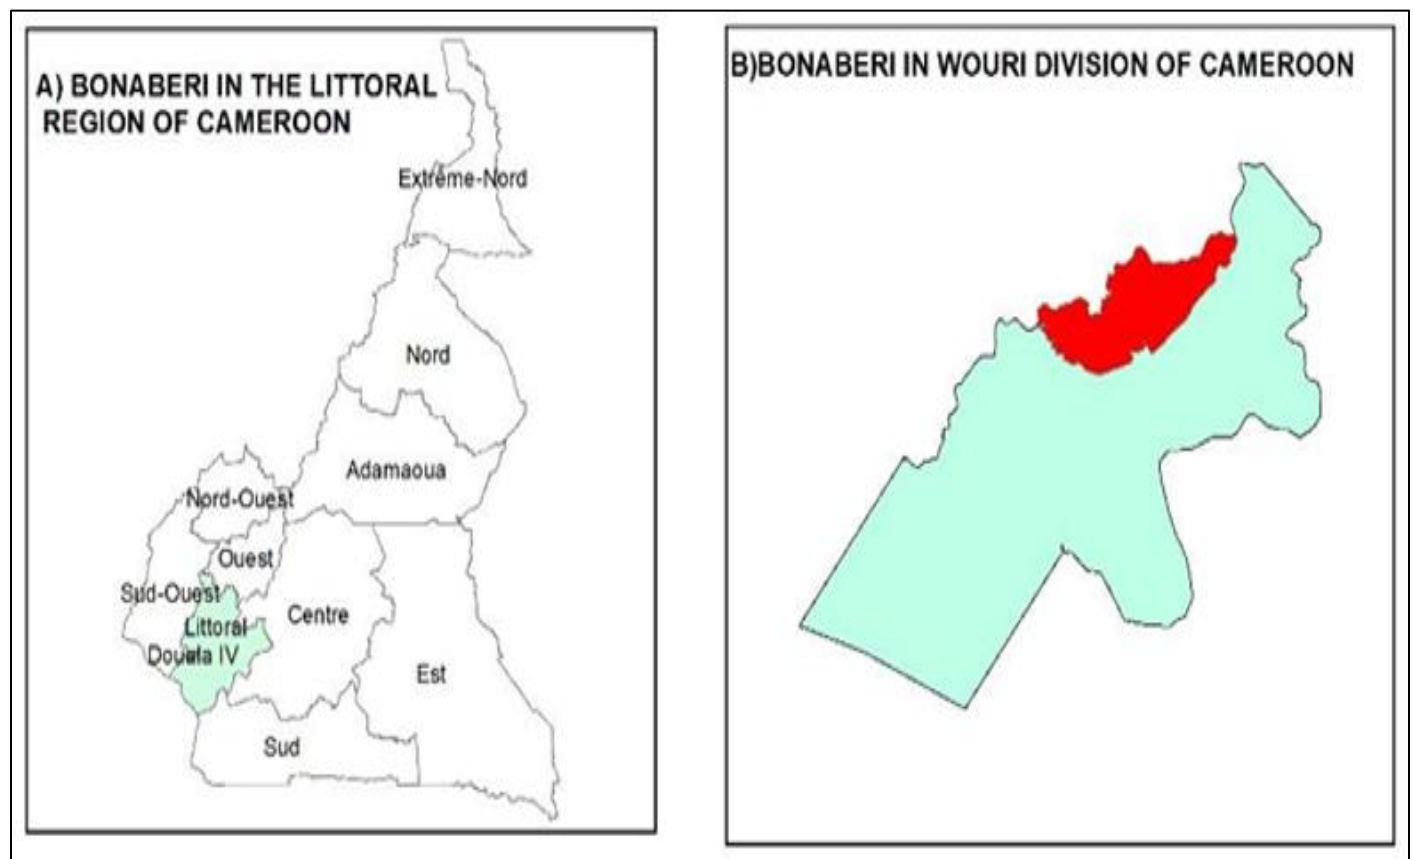 A) BONABERI IN THE LITTORAL
REGION OF CAMEROON
Extrême-Nord
Nord
Adamaoua
Nord-Ouest
Ouest
Sud-Ouest
Centre
Littoral
Douala IV
Est
Sud
B)BONABERI IN WOURI DIVISION OF CAMEROON